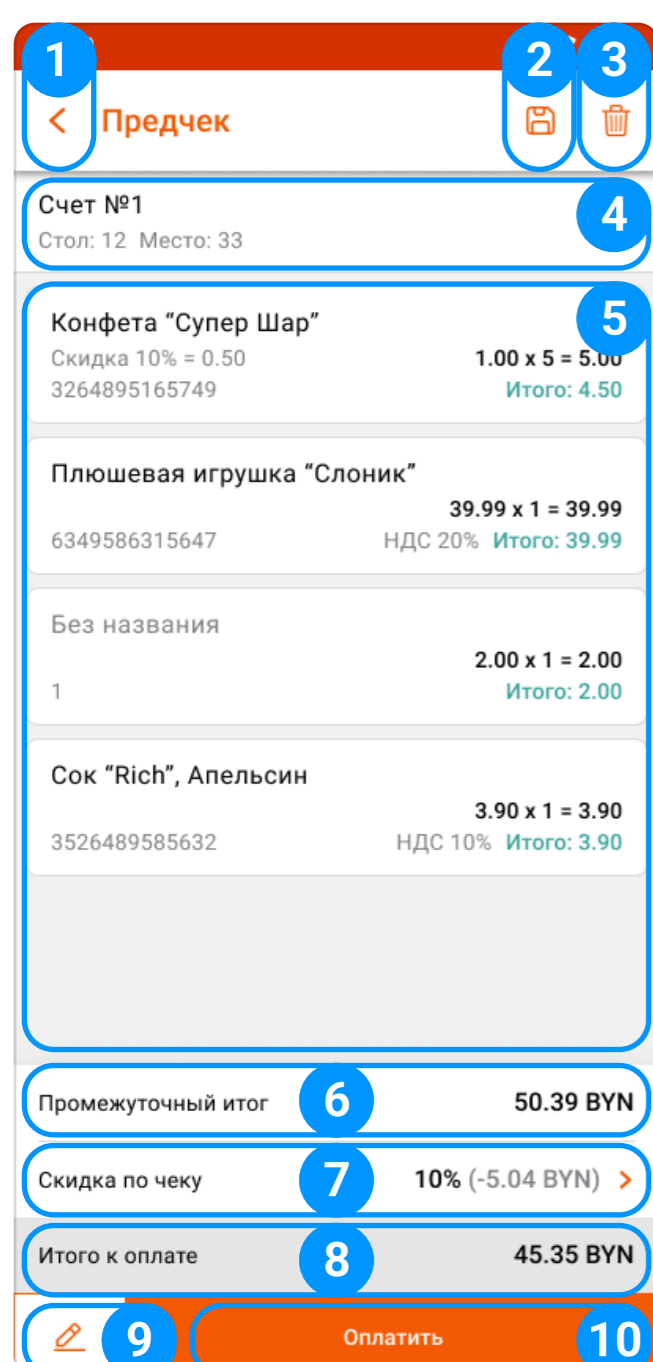 1
2
3
Предчек
Счет №1
4
Стол: 12 Место: 33
5
Конфета “Супер Шар”
Скидка 10% = 0.50 1.00 x 5 = 5.00
3264895165749 Итого: 4.50
Плюшевая игрушка “Слоник”
39.99 x 1 = 39.99
6349586315647 НДС 20% Итого: 39.99
Без названия
2.00 x 1 = 2.00
1 Итого: 2.00
Сок “Rich”, Апельсин
3.90 x 1 = 3.90
3526489585632 НДС 10% Итого: 3.90
Промежуточный итог 6 50.39 BYN
Скидка по чеку 7 10% (-5.04 BYN)
Итого к оплате 8 45.35 BYN
9 Оплатить 10